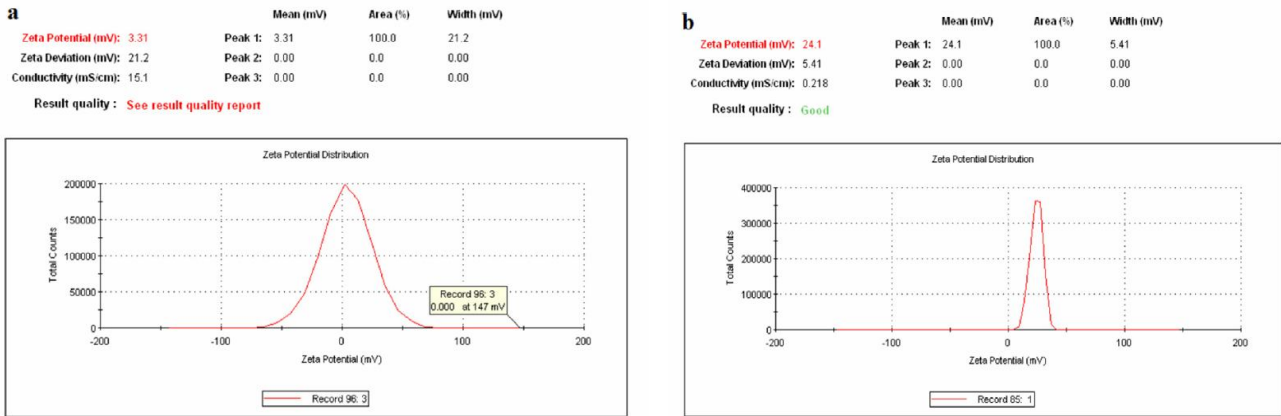 a
Mean (mV) Area (%) Width (mV)
Zeta Potential (mV): 3.31 Peak 1: 3.31 100.0 21.2
Zeta Deviation (mV): 21.2 Peak 2: 0.00 0.0 0.00
Conductivity (mS/cm): 15.1 Peak 3: 0.00 0.0 0.00
Result quality : See result quality report
Zeta Potential Distribution
Total Counts
200000
150000
100000
50000
0
Record 96: 3
0.000 at 147 mV
-200 -100 0 100 200
Zeta Potential (mV)
Record 96: 3
b
Mean (mV) Area (%) Width (mV)
Zeta Potential (mV): 24.1 Peak 1: 24.1 100.0 5.41
Zeta Deviation (mV): 5.41 Peak 2: 0.00 0.0 0.00
Conductivity (mS/cm): 0.218 Peak 3: 0.00 0.0 0.00
Result quality : Good
Zeta Potential Distribution
Total Counts
400000
300000
200000
100000
0
-200 -100 0 100 200
Zeta Potential (mV)
Record 85: 1